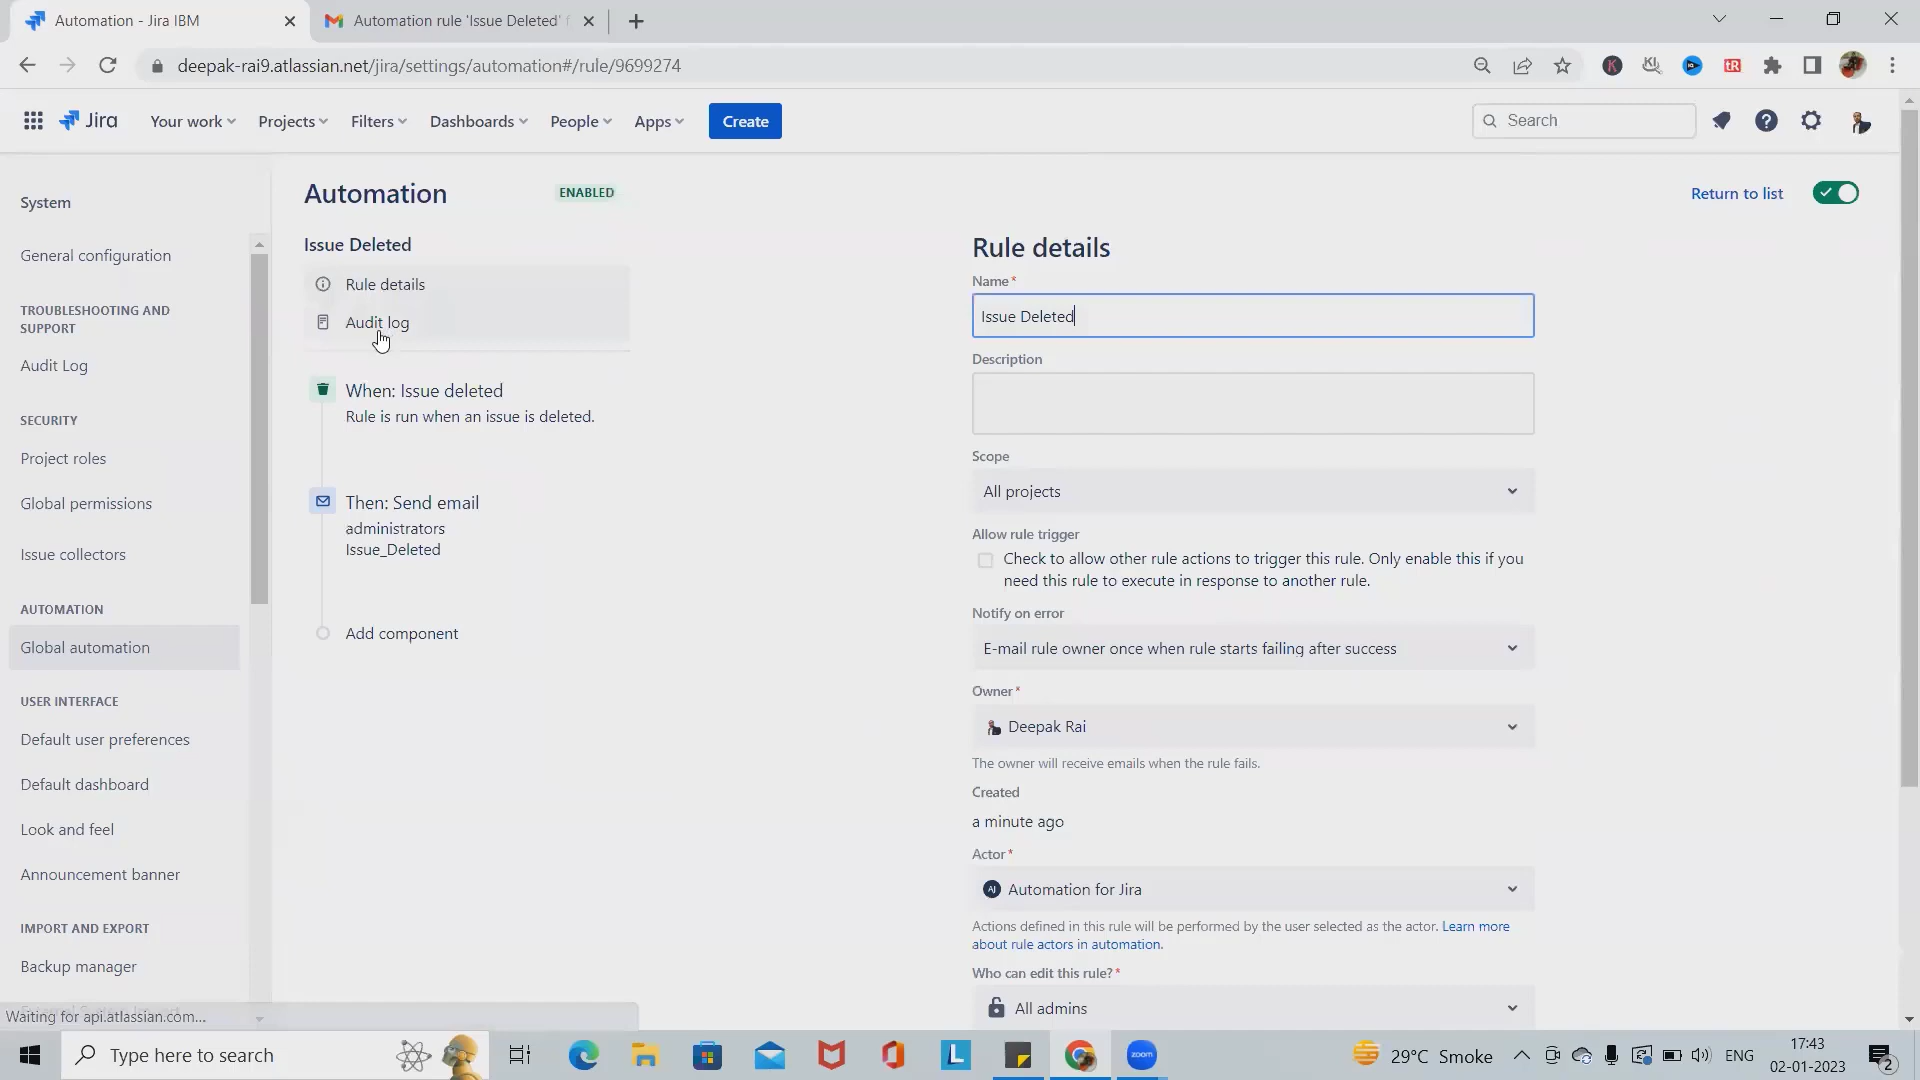 Automation - Jira IBM
Automation rule 'Issue Deleted' f
deepak-rai9.atlassian.net/jira/settings/automation#/rule/9699274
Jira
Your work
Projects
Filters
Dashboards
People
Apps
Create
Search
System
General configuration
TROUBLESHOOTING AND
SUPPORT
Audit Log
SECURITY
Project roles
Global permissions
Issue collectors
AUTOMATION
Global automation
USER INTERFACE
Default user preferences
Default dashboard
Look and feel
Announcement banner
IMPORT AND EXPORT
Backup manager
Waiting for api.atlassian.com...
Automation
ENABLED
Issue Deleted
Rule details
Audit log
When: Issue deleted
Rule is run when an issue is deleted.
Then: Send email
administrators
Issue_Deleted
Add component
Return to list
Rule details
Name*
Issue Deleted
Description
Scope
All projects
Allow rule trigger
Check to allow other rule actions to trigger this rule. Only enable this if you
need this rule to execute in response to another rule.
Notify on error
E-mail rule owner once when rule starts failing after success
Owner*
Deepak Rai
The owner will receive emails when the rule fails.
Created
a minute ago
Actor*
AJ Automation for Jira
Actions defined in this rule will be performed by the user selected as the actor. Learn more
about rule actors in automation.
Who can edit this rule?*
All admins
Type here to search
L
zoom
29°C Smoke
ENG
17:43
02-01-2023
2